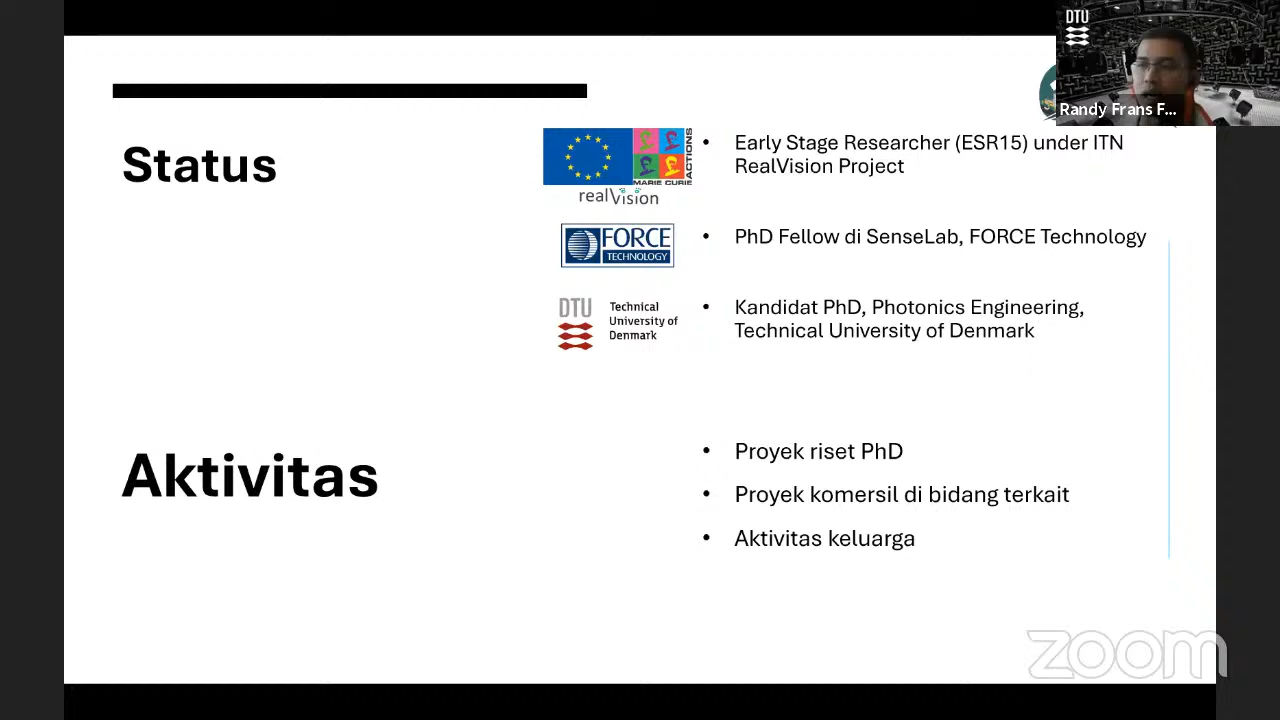 DTU
Randy Frans F...
Status
MARIE CURIE
ACTIONS
realVision
• Early Stage Researcher (ESR15) under ITN
RealVision Project
FORCE
TECHNOLOGY
• PhD Fellow di SenseLab, FORCE Technology
DTU
Technical
University of
Denmark
• Kandidat PhD, Photonics Engineering,
Technical University of Denmark
Aktivitas
• Proyek riset PhD
• Proyek komersil di bidang terkait
• Aktivitas keluarga
zoom